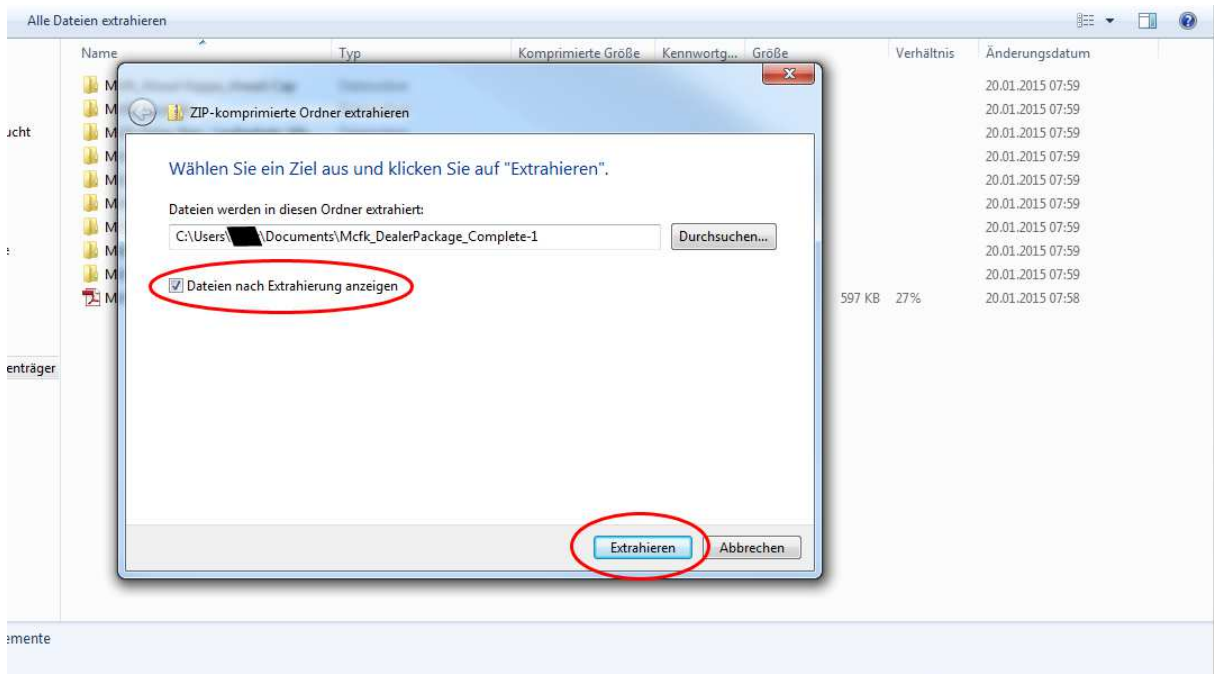 Alle Dateien extrahieren
Name Typ Komprimierte Größe Kennwortg... Größe Verhältnis Änderungsdatum
M 20.01.2015 07:59
ZIP-komprimierte Ordner extrahieren
M 20.01.2015 07:59
ucht M 20.01.2015 07:59
M 20.01.2015 07:59
Wählen Sie ein Ziel aus und klicken Sie auf "Extrahieren".
M 20.01.2015 07:59
M 20.01.2015 07:59
Dateien werden in diesen Ordner extrahiert:
M 20.01.2015 07:59
C:\Users\ \Documents\Mcfk_DealerPackage_Complete-1 Durchsuchen...
M 20.01.2015 07:59
M 20.01.2015 07:59
Dateien nach Extrahierung anzeigen
M 597 KB 27% 20.01.2015 07:58
enträger
Extrahieren Abbrechen
emente